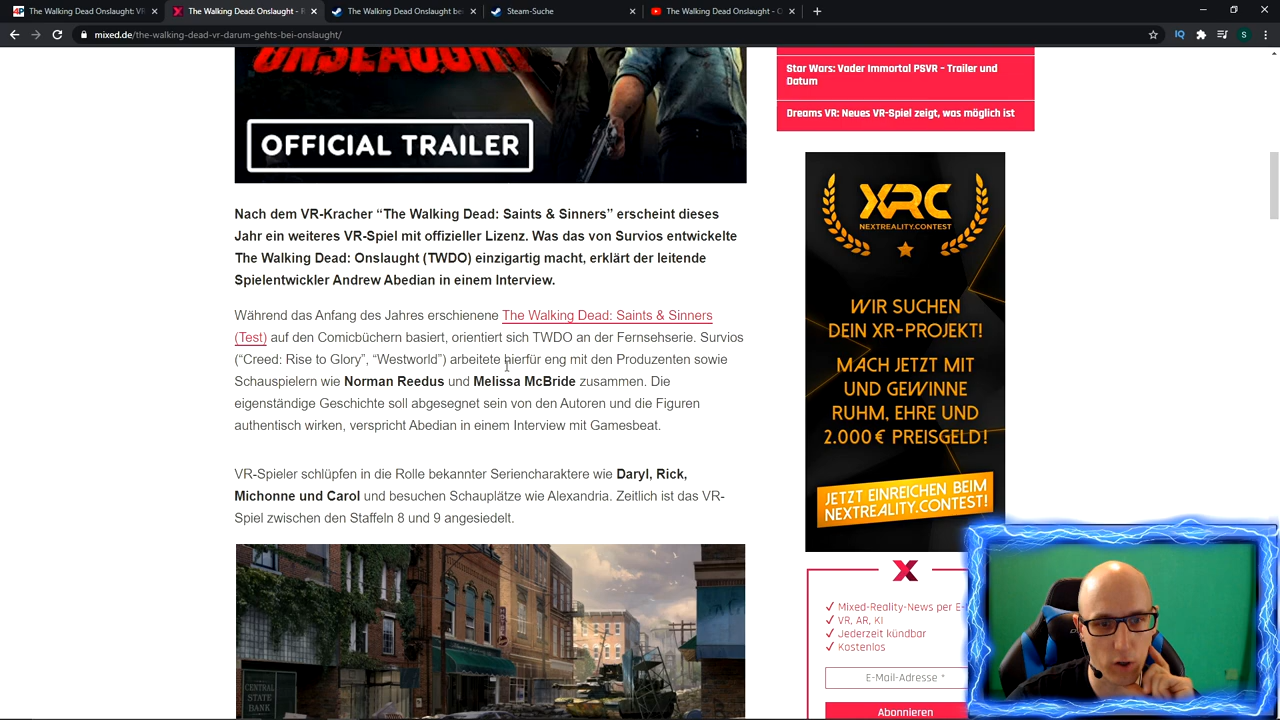 The Walking Dead Onslaught VR
The Walking Dead: Onslaught - R
The Walking Dead Onslaught be
Steam-Suche
The Walking Dead Onslaught - O
mixed.de/the-walking-dead-vr-darum-gehts-bei-onslaught/
ONSLAUGHT
OFFICIAL TRAILER
Nach dem VR-Kracher “The Walking Dead: Saints & Sinners” erscheint dieses
Jahr ein weiteres VR-Spiel mit offizieller Lizenz. Was das von Survios entwickelte
The Walking Dead: Onslaught (TWDO) einzigartig macht, erklärt der leitende
Spielentwickler Andrew Abedian in einem Interview.
Während das Anfang des Jahres erschienene The Walking Dead: Saints & Sinners
(Test) auf den Comicbüchern basiert, orientiert sich TWDO an der Fernsehserie. Survios
(“Creed: Rise to Glory”, “Westworld”) arbeitete hierfür eng mit den Produzenten sowie
Schauspielern wie Norman Reedus und Melissa McBride zusammen. Die
eigenständige Geschichte soll abgesegnet sein von den Autoren und die Figuren
authentisch wirken, verspricht Abedian in einem Interview mit Gamesbeat.
VR-Spieler schlüpfen in die Rolle bekannter Seriencharaktere wie Daryl, Rick,
Michonne und Carol und besuchen Schauplätze wie Alexandria. Zeitlich ist das VR-
Spiel zwischen den Staffeln 8 und 9 angesiedelt.
CENTRAL
STATE
BANK
Star Wars: Vader Immortal PSVR – Trailer und
Datum
Dreams VR: Neues VR-Spiel zeigt, was möglich ist
XRC
NEXTREALITY.CONTEST
WIR SUCHEN
DEIN XR-PROJEKT!
MACH JETZT MIT
UND GEWINNE
RUHM, EHRE UND
2.000 € PREISGELD!
JETZT EINREICHEN BEIM
NEXTREALITY.CONTEST!
Mixed-Reality-News per E-
VR, AR, KI
Jederzeit kündbar
Kostenlos
E-Mail-Adresse *
Abonnieren